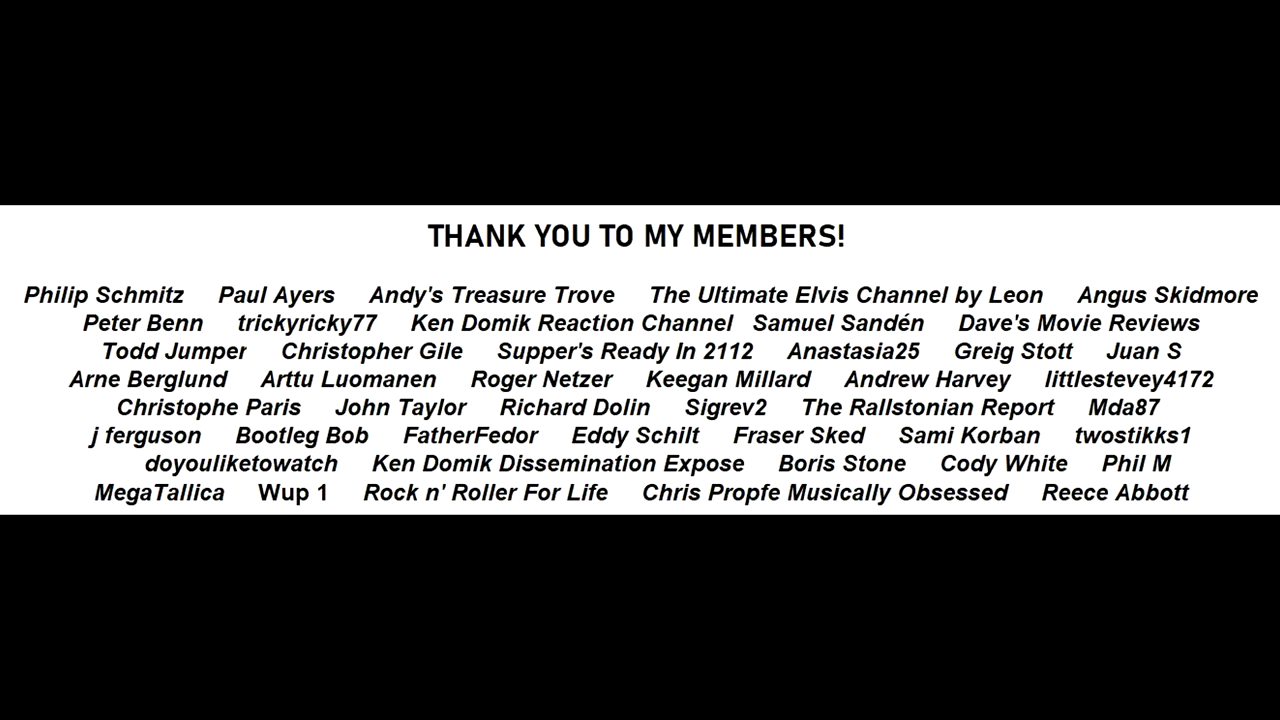 THANK YOU TO MY MEMBERS!
Philip Schmitz Paul Ayers Andy's Treasure Trove The Ultimate Elvis Channel by Leon Angus Skidmore
Peter Benn trickyricky77 Ken Domik Reaction Channel Samuel Sandén Dave's Movie Reviews
Todd Jumper Christopher Gile Supper's Ready In 2112 Anastasia25 Greig Stott Juan S
Arne Berglund Arttu Luomanen Roger Netzer Keegan Millard Andrew Harvey littlestevey4172
Christophe Paris John Taylor Richard Dolin Sigrev2 The Rallstonian Report Mda87
j ferguson Bootleg Bob FatherFedor Eddy Schilt Fraser Sked Sami Korban twostikks1
doyouliketowatch Ken Domik Dissemination Expose Boris Stone Cody White Phil M
MegaTallica Wup 1 Rock n' Roller For Life Chris Propfe Musically Obsessed Reece Abbott